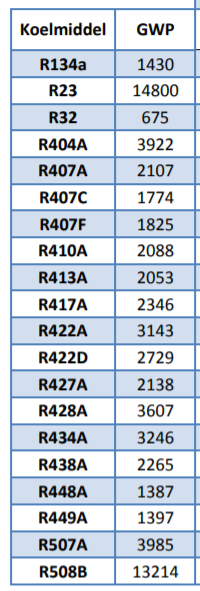 Koelmiddel GWP
R134a 1430
R23 14800
R32 675
R404A 3922
R407A 2107
R407C 1774
R407F 1825
R410A 2088
R413A 2053
R417A 2346
R422A 3143
R422D 2729
R427A 2138
R428A 3607
R434A 3246
R438A 2265
R448A 1387
R449A 1397
R507A 3985
R508B 13214